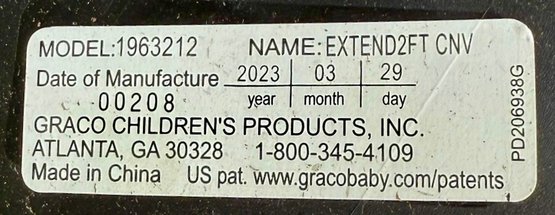 MODEL:1963212 NAME: EXTEND2FT CNV
Date of Manufacture 2023 | 03 | 29
00208 year month day
GRACO CHILDREN'S PRODUCTS, INC.
ATLANTA, GA 30328 1-800-345-4109
Made in China US pat. www.gracobaby.com/patents
PD206938G